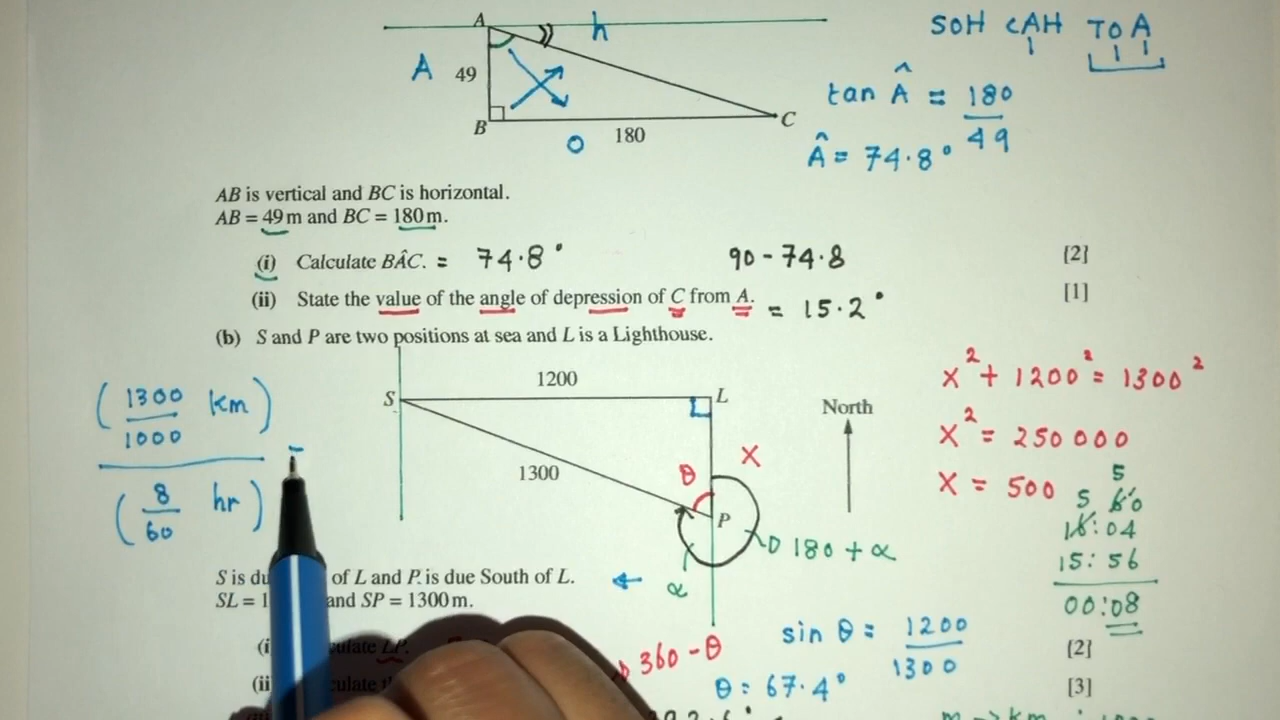 A
h
SOH CAH TOA
A
49
B
O
180
C
tan Â = 180
49
Â = 74.8°
AB is vertical and BC is horizontal.
AB = 49 m and BC = 180 m.
(i) Calculate BÂC. = 74.8°
90 - 74.8
[2]
(ii) State the value of the angle of depression of C from A. = 15.2°
[1]
(b) S and P are two positions at sea and L is a Lighthouse.
(1300 km)
1000
(8 hr)
60
S
1200
L
1300
θ
X
P
North
α
180 + α
x² + 1200² = 1300²
x² = 250 000
x = 500
5
5 60
16:04
15:56
00:08
S is du of L and P is due South of L.
SL = 1 and SP = 1300 m.
LP.
[2]
(ii)
[3]
360 - θ
sin θ = 1200
1300
θ = 67.4°